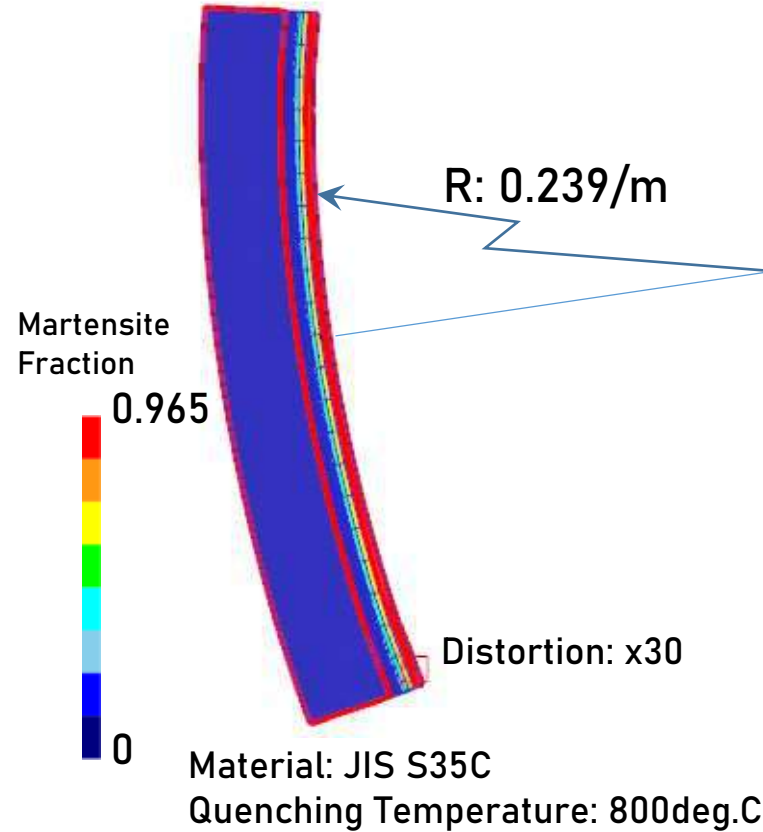 R: 0.239/m
Martensite
Fraction
0.965
0
Distortion: x30
Material: JIS S35C
Quenching Temperature: 800deg.C